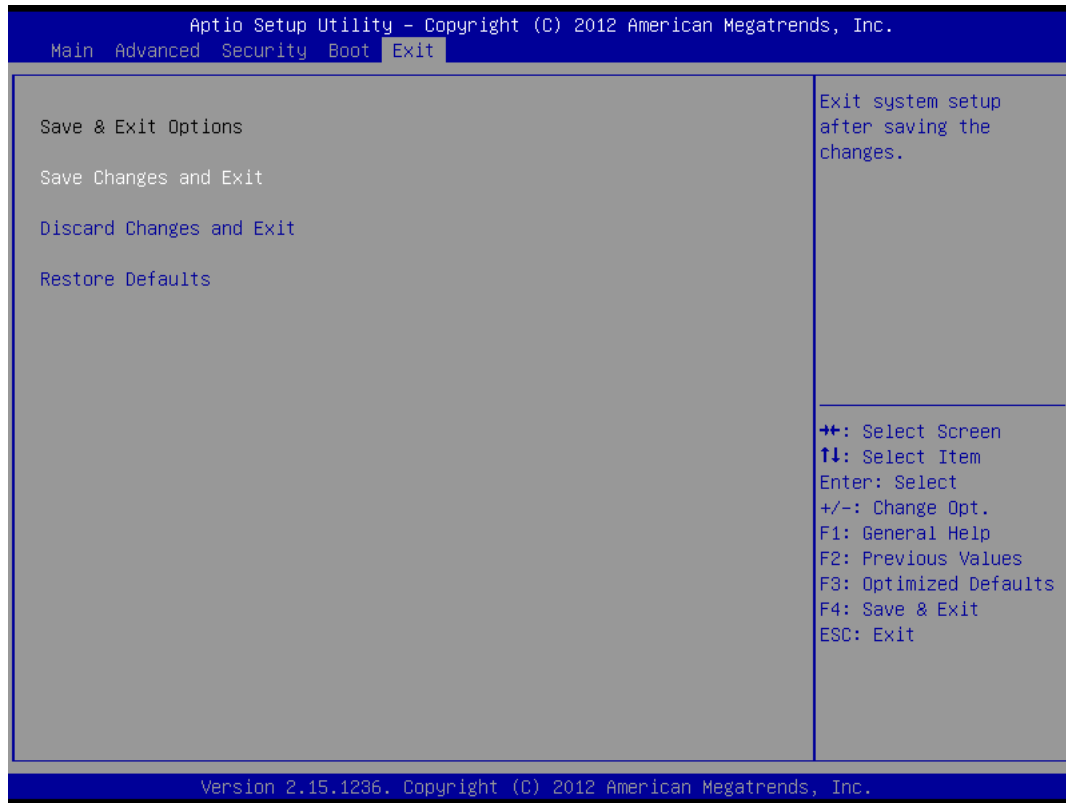 Aptio Setup Utility – Copyright (C) 2012 American Megatrends, Inc.
Main Advanced Security Boot Exit
Save & Exit Options
Save Changes and Exit
Discard Changes and Exit
Restore Defaults
Exit system setup
after saving the
changes.
→←: Select Screen
↑↓: Select Item
Enter: Select
+/-: Change Opt.
F1: General Help
F2: Previous Values
F3: Optimized Defaults
F4: Save & Exit
ESC: Exit
Version 2.15.1236. Copyright (C) 2012 American Megatrends, Inc.